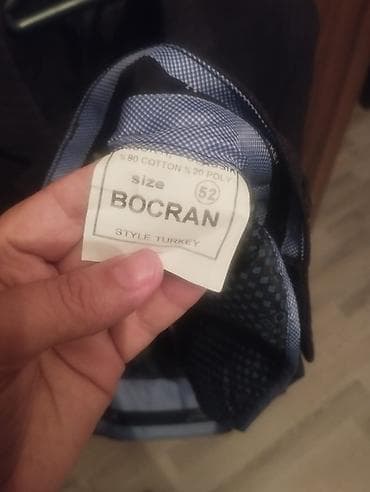 %80 COTTON %20 POLY
size 52
BOCRAN
STYLE TURKEY